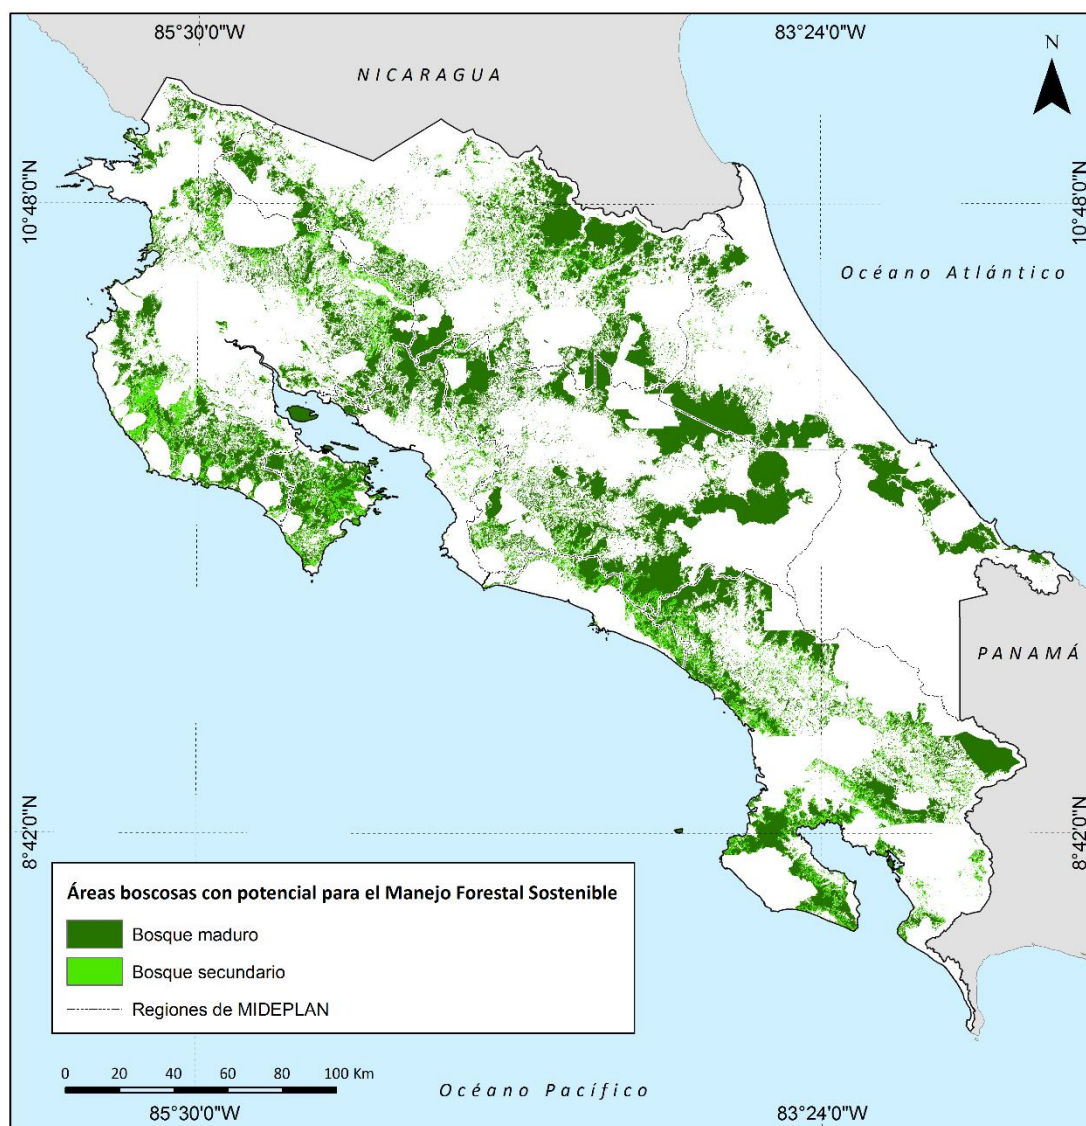 85°30'0"W
83°24'0"W
N
NICARAGUA
10°48'0"N
10°48'0"N
Océano Atlántico
PANAMÁ
8°42'0"N
8°42'0"N
Áreas boscosas con potencial para el Manejo Forestal Sostenible
Bosque maduro
Bosque secundario
Regiones de MIDEPLAN
0 20 40 60 80 100 Km
Océano Pacífico
85°30'0"W
83°24'0"W